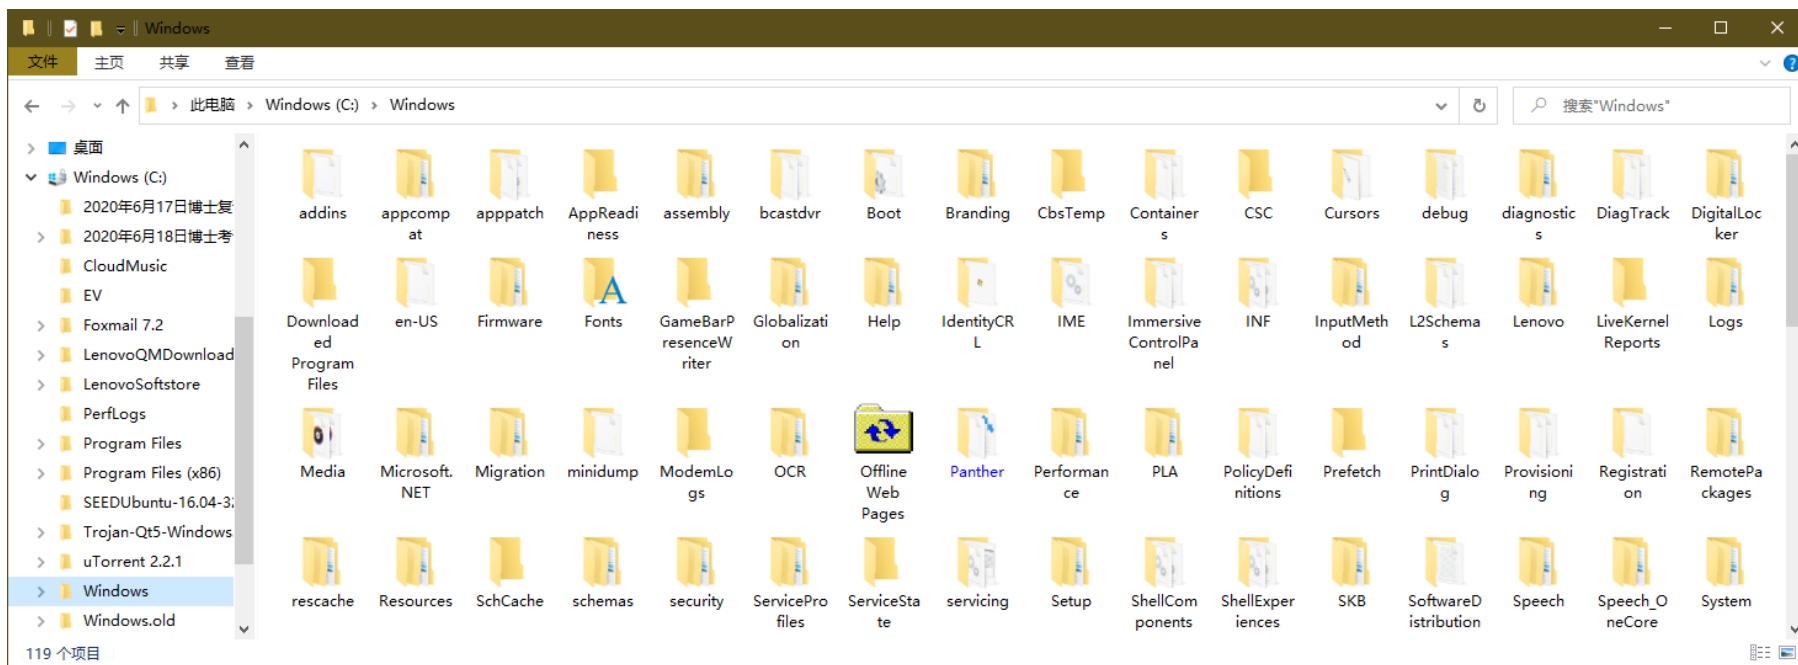 Windows
文件 主页 共享 查看
此电脑 > Windows (C:) > Windows
搜索"Windows"
桌面
Windows (C:)
2020年6月17日博士复
2020年6月18日博士考
CloudMusic
EV
Foxmail 7.2
LenovoQMDownload
LenovoSoftstore
PerfLogs
Program Files
Program Files (x86)
SEEDUbuntu-16.04-32
Trojan-Qt5-Windows
uTorrent 2.2.1
Windows
Windows.old
addins
appcomp
at
apppatch
AppReadi
ness
assembly
bcastdvr
Boot
Branding
CbsTemp
Container
s
CSC
Cursors
debug
diagnostic
s
DiagTrack
DigitalLoc
ker
Download
ed
Program
Files
en-US
Firmware
Fonts
GameBarP
resenceW
riter
Globalizati
on
Help
IdentityCR
L
IME
Immersive
ControlPa
nel
INF
InputMeth
od
L2Schema
s
Lenovo
LiveKernel
Reports
Logs
Media
Microsoft.
NET
Migration
minidump
ModemLo
gs
OCR
Offline
Web
Pages
Panther
Performan
ce
PLA
PolicyDefi
nitions
Prefetch
PrintDialo
g
Provisioni
ng
Registrati
on
RemotePa
ckages
rescache
Resources
SchCache
schemas
security
ServicePro
files
ServiceSta
te
servicing
Setup
ShellCom
ponents
ShellExper
iences
SKB
SoftwareD
istribution
Speech
Speech_O
neCore
System
119 个项目